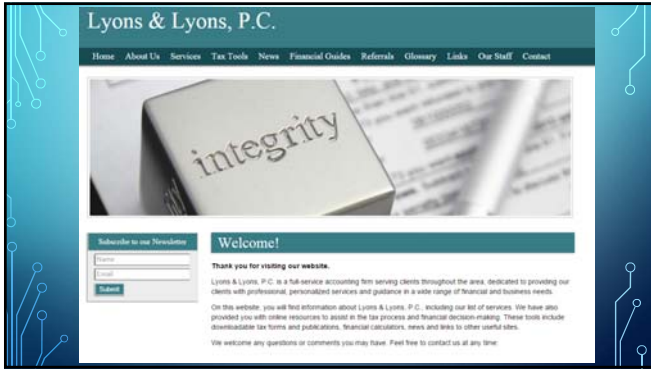 Lyons & Lyons, P.C.
Home About Us Services Tax Tools News Financial Guides Referrals Glossary Links Our Staff Contact
integrity
Subscribe to our Newsletter
Name
Email
Submit
Welcome!
Thank you for visiting our website.
Lyons & Lyons, P.C. is a full-service accounting firm serving clients throughout the area, dedicated to providing our
clients with professional, personalized services and guidance in a wide range of financial and business needs.
On this website, you will find information about Lyons & Lyons, P.C., including our list of services. We have also
provided you with online resources to assist in the tax process and financial decision-making. These tools include
downloadable tax forms and publications, financial calculators, news and links to other useful sites.
We welcome any questions or comments you may have. Feel free to contact us at any time.